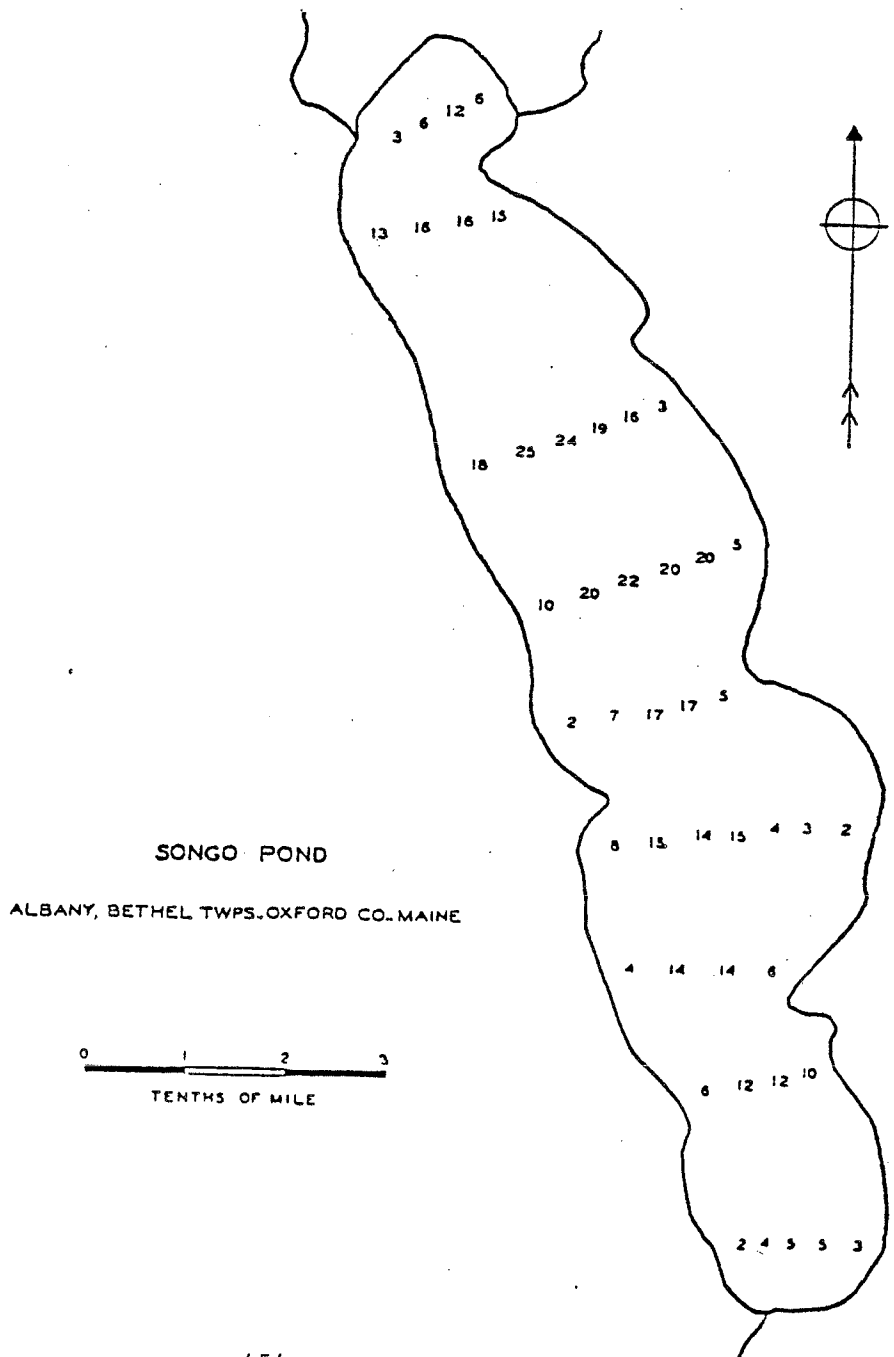 3 6 12 6
13 16 16 15
18 25 24 19 16 3
10 20 22 20 20 5
2 7 17 17 5
8 15 14 15 4 3 2
SONGO POND
ALBANY, BETHEL TWPS. OXFORD CO. MAINE
4 14 14 6
0 1 2 3
TENTHS OF MILE
6 12 12 10
2 4 5 5 3